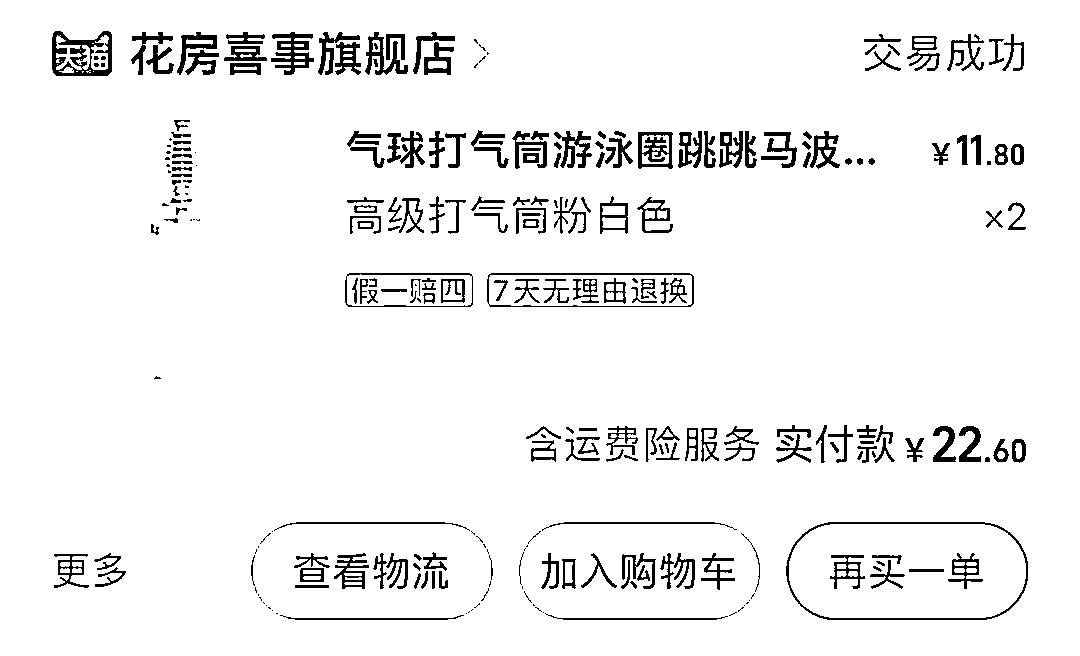 天猫 花房喜事旗舰店 交易成功
气球打气筒游泳圈跳跳马波... ¥11.80
高级打气筒粉白色 ×2
假一赔四 7天无理由退换
含运费险服务 实付款 ¥22.60
更多 查看物流 加入购物车 再买一单